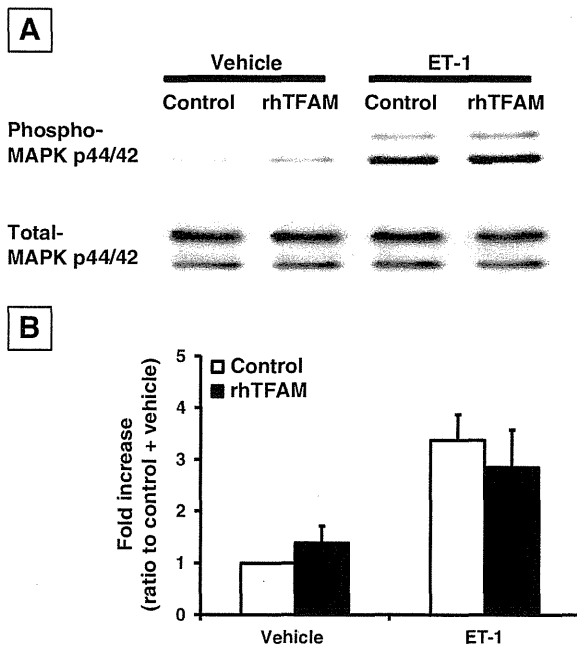 A
Vehicle ET-1
Control rhTFAM Control rhTFAM
Phospho-
MAPK p44/42
Total-
MAPK p44/42
B
Fold increase
(ratio to control + vehicle)
5
4
3
2
1
0
Control
rhTFAM
Vehicle ET-1